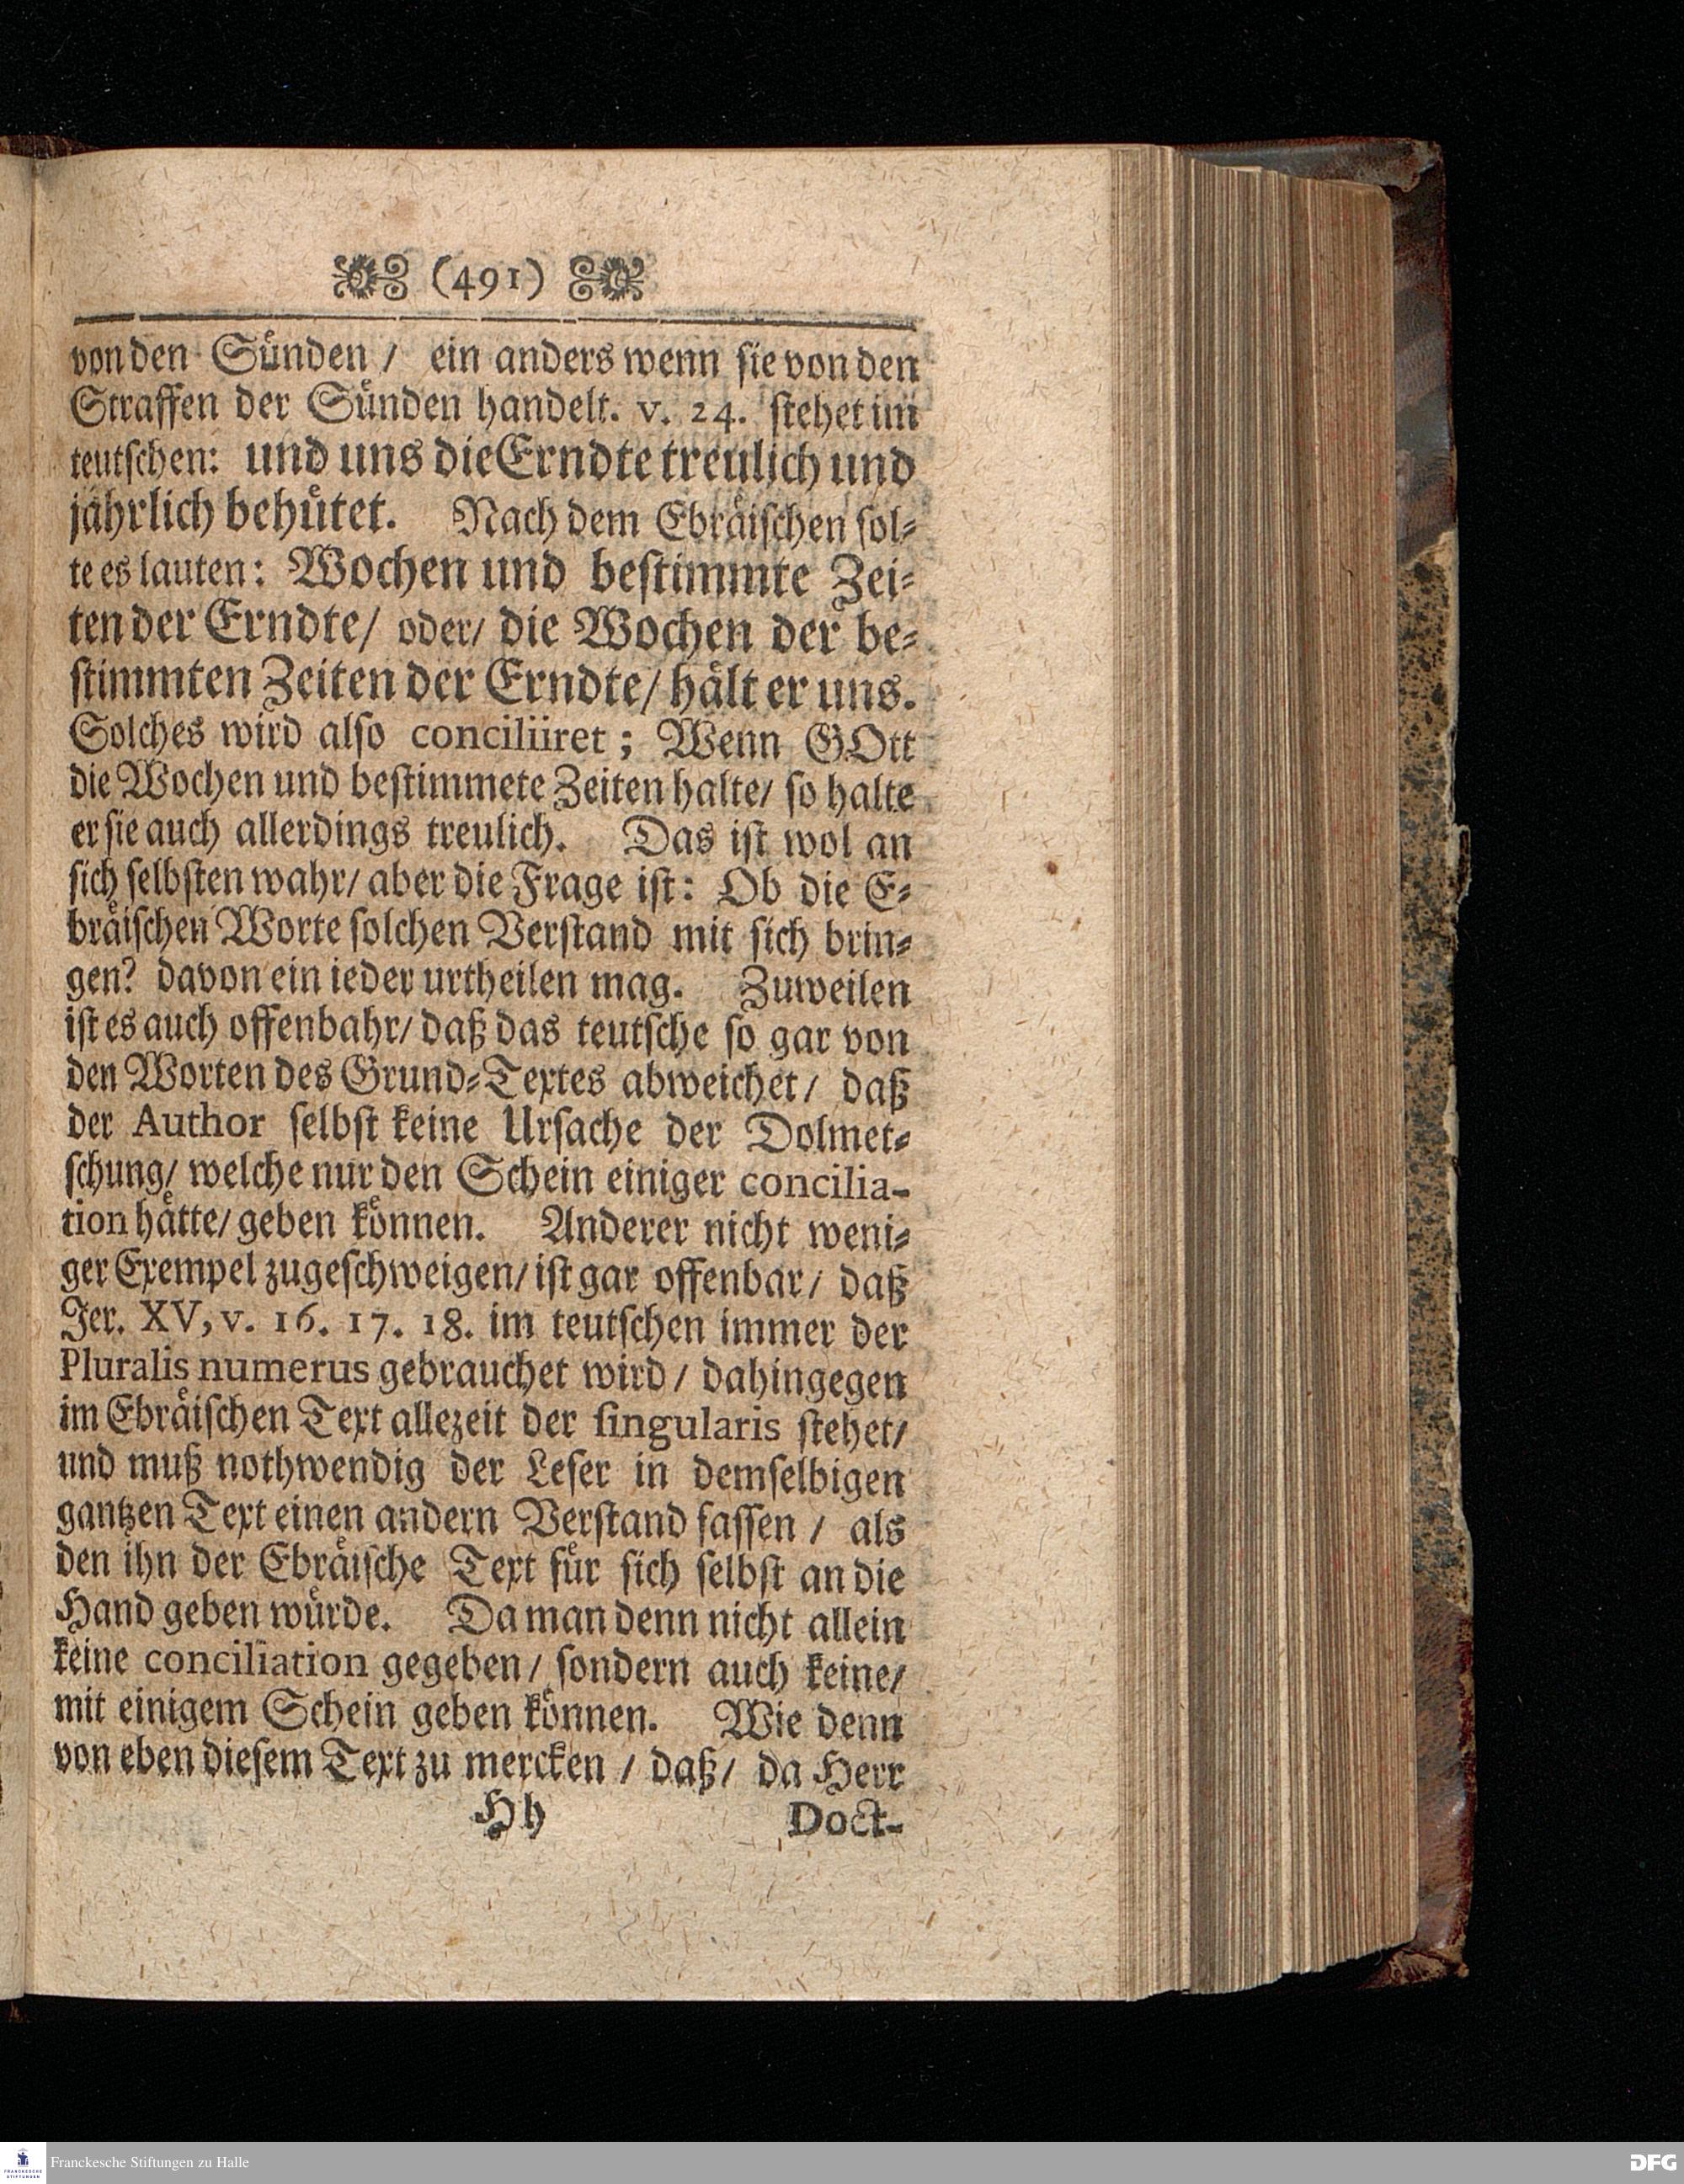 (491)
von den Sünden / ein anders wenn sie von den
Straffen der Sünden handelt. v. 24. stehet im
teutschen: und uns die Erndte treulich und
jährlich behütet. Nach dem Ebräischen sol-
te es lauten: Wochen und bestimmte Zei-
ten der Erndte/ oder/ die Wochen der be-
stimmten Zeiten der Erndte/ hält er uns.
Solches wird also conciliiret; Wenn GOtt
die Wochen und bestimmete Zeiten halte/ so halte
er sie auch allerdings treulich. Das ist wol an
sich selbsten wahr/ aber die Frage ist: Ob die E-
bräischen Worte solchen Verstand mit sich brin-
gen? davon ein ieder urtheilen mag. Zuweilen
ist es auch offenbahr/ daß das teutsche so gar von
den Worten des Grund-Textes abweichet/ daß
der Author selbst keine Ursache der Dolmet-
schung/ welche nur den Schein einiger concilia-
tion hätte/ geben können. Anderer nicht weni-
ger Exempel zugeschweigen/ ist gar offenbar/ daß
Jer. XV, v. 16. 17. 18. im teutschen immer der
Pluralis numerus gebrauchet wird / dahingegen
im Ebräischen Text allezeit der singularis stehet/
und muß nothwendig der Leser in demselbigen
gantzen Text einen andern Verstand fassen / als
den ihn der Ebräische Text für sich selbst an die
Hand geben würde. Da man denn nicht allein
keine conciliation gegeben/ sondern auch keine/
mit einigem Schein geben können. Wie denn
von eben diesem Text zu mercken / daß/ da Herr
Hh Doct-
FRANCKESCHE STIFTUNGEN
Franckesche Stiftungen zu Halle
DFG